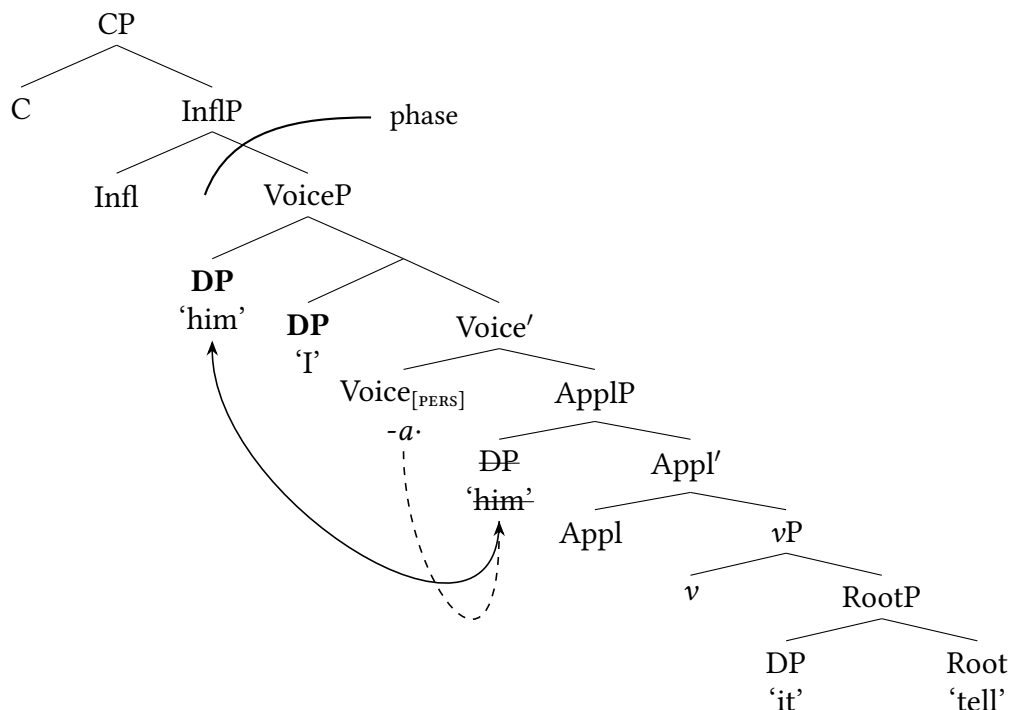 CP
C
InflP
phase
Infl
VoiceP
DP
‘him’
DP
‘I’
Voice′
Voice[PERS]
-a·
ApplP
DP
‘him’
Appl′
Appl
vP
v
RootP
DP
‘it’
Root
‘tell’